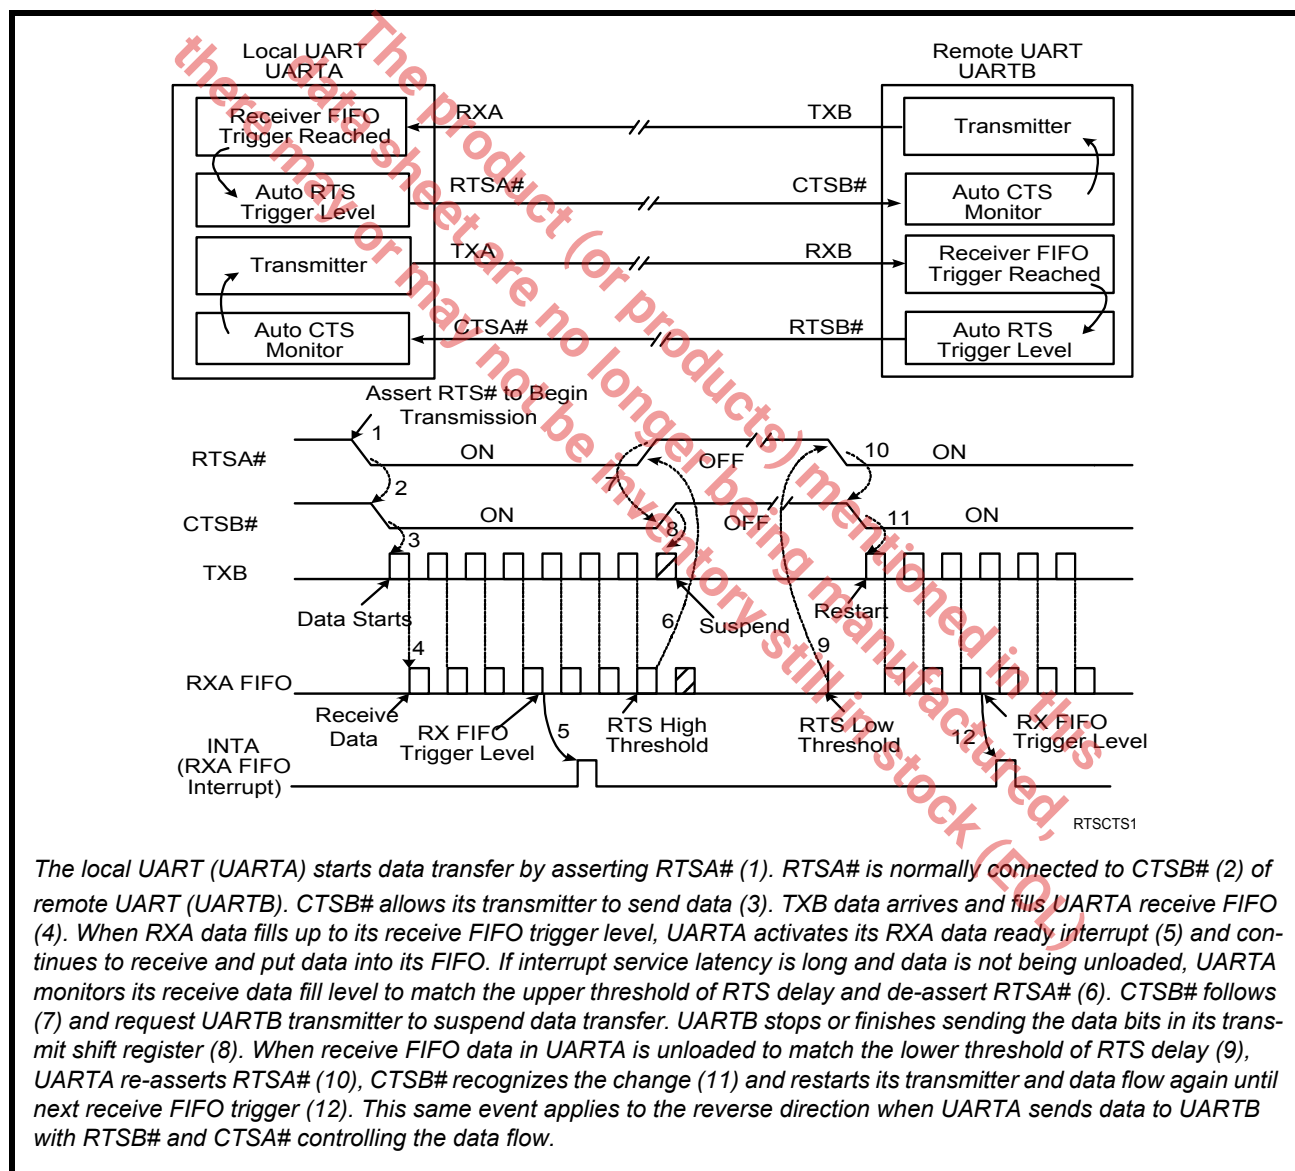 Local UART
UARTA
Remote UART
UARTB
Receiver FIFO
Trigger Reached
RXA
TXB
Transmitter
Auto RTS
Trigger Level
RTSA#
CTSB#
Auto CTS
Monitor
Transmitter
TXA
RXB
Receiver FIFO
Trigger Reached
Auto CTS
Monitor
CTSA#
RTSB#
Auto RTS
Trigger Level
Assert RTS# to Begin
Transmission
RTSA#
1
ON
OFF
10
ON
2
7
CTSB#
ON
OFF
11
ON
3
8
TXB
Data Starts
6
Suspend
Restart
4
9
RXA FIFO
Receive
Data
RX FIFO
Trigger Level
5
RTS High
Threshold
RTS Low
Threshold
12
RX FIFO
Trigger Level
INTA
(RXA FIFO
Interrupt)
RTSCTS1
The product (or products) mentioned in this
data sheet are no longer being manufactured,
there may or may not be inventory still in stock (EOL)
The local UART (UARTA) starts data transfer by asserting RTSA# (1). RTSA# is normally connected to CTSB# (2) of
remote UART (UARTB). CTSB# allows its transmitter to send data (3). TXB data arrives and fills UARTA receive FIFO
(4). When RXA data fills up to its receive FIFO trigger level, UARTA activates its RXA data ready interrupt (5) and con-
tinues to receive and put data into its FIFO. If interrupt service latency is long and data is not being unloaded, UARTA
monitors its receive data fill level to match the upper threshold of RTS delay and de-assert RTSA# (6). CTSB# follows
(7) and request UARTB transmitter to suspend data transfer. UARTB stops or finishes sending the data bits in its trans-
mit shift register (8). When receive FIFO data in UARTA is unloaded to match the lower threshold of RTS delay (9),
UARTA re-asserts RTSA# (10), CTSB# recognizes the change (11) and restarts its transmitter and data flow again until
next receive FIFO trigger (12). This same event applies to the reverse direction when UARTA sends data to UARTB
with RTSB# and CTSA# controlling the data flow.